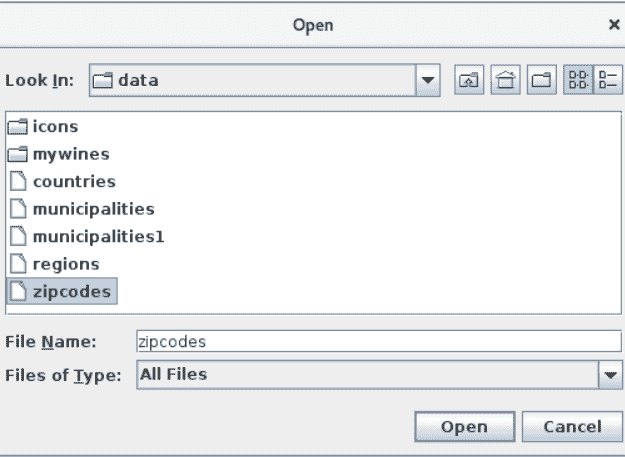 Open
Look In: data
icons
mywines
countries
municipalities
municipalities1
regions
zipcodes
File Name: zipcodes
Files of Type: All Files
Open Cancel